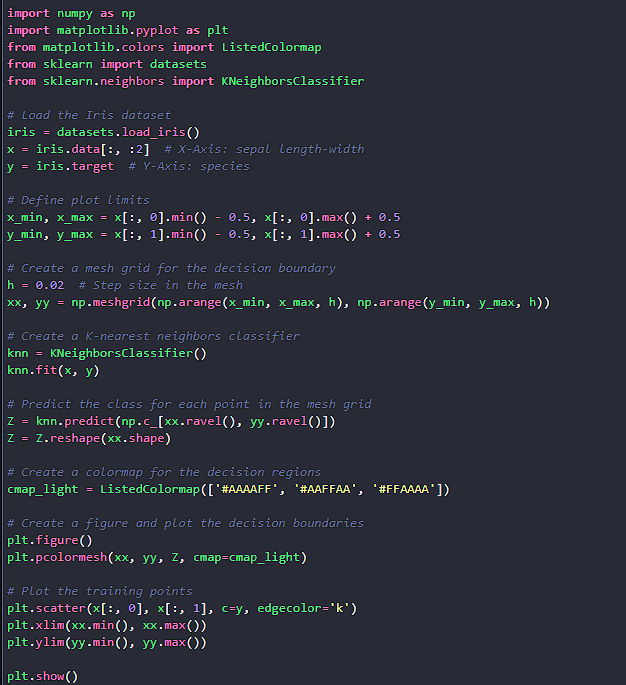 import numpy as np
import matplotlib.pyplot as plt
from matplotlib.colors import ListedColormap
from sklearn import datasets
from sklearn.neighbors import KNeighborsClassifier

# Load the Iris dataset
iris = datasets.load_iris()
x = iris.data[:, :2]  # X-Axis: sepal length-width
y = iris.target  # Y-Axis: species

# Define plot limits
x_min, x_max = x[:, 0].min() - 0.5, x[:, 0].max() + 0.5
y_min, y_max = x[:, 1].min() - 0.5, x[:, 1].max() + 0.5

# Create a mesh grid for the decision boundary
h = 0.02  # Step size in the mesh
xx, yy = np.meshgrid(np.arange(x_min, x_max, h), np.arange(y_min, y_max, h))

# Create a K-nearest neighbors classifier
knn = KNeighborsClassifier()
knn.fit(x, y)

# Predict the class for each point in the mesh grid
Z = knn.predict(np.c_[xx.ravel(), yy.ravel()])
Z = Z.reshape(xx.shape)

# Create a colormap for the decision regions
cmap_light = ListedColormap(['#AAAAFF', '#AAFFAA', '#FFAAAA'])

# Create a figure and plot the decision boundaries
plt.figure()
plt.pcolormesh(xx, yy, Z, cmap=cmap_light)

# Plot the training points
plt.scatter(x[:, 0], x[:, 1], c=y, edgecolor='k')
plt.xlim(xx.min(), xx.max())
plt.ylim(yy.min(), yy.max())

plt.show()